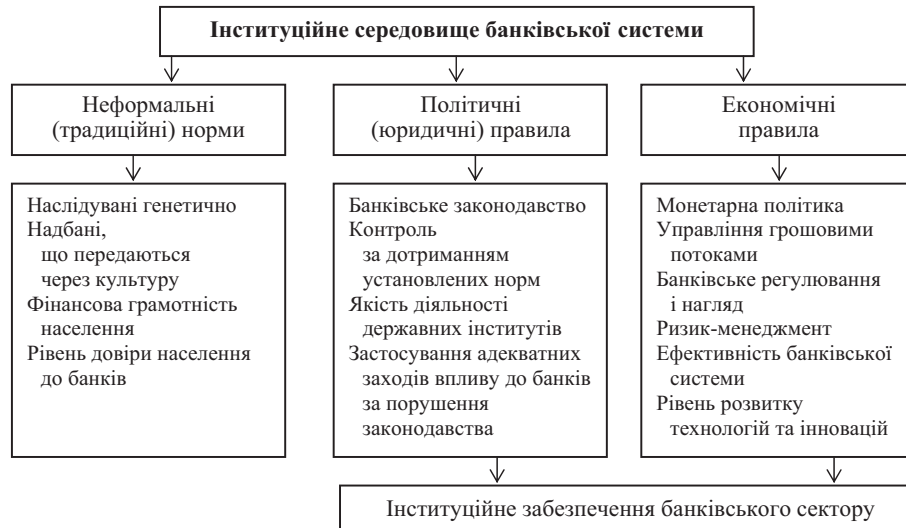 Інституційне середовище банківської системи
Неформальні
(традиційні) норми
Політичні
(юридичні) правила
Економічні
правила
Наслідувані генетично
Надбані,
що передаються
через культуру
Фінансова грамотність
населення
Рівень довіри населення
до банків
Банківське законодавство
Контроль
за дотриманням
установлених норм
Якість діяльності
державних інститутів
Застосування адекватних
заходів впливу до банків
за порушення
законодавства
Монетарна політика
Управління грошовими
потоками
Банківське регулювання
і нагляд
Ризик-менеджмент
Ефективність банківської
системи
Рівень розвитку
технологій та інновацій
Інституційне забезпечення банківського сектору